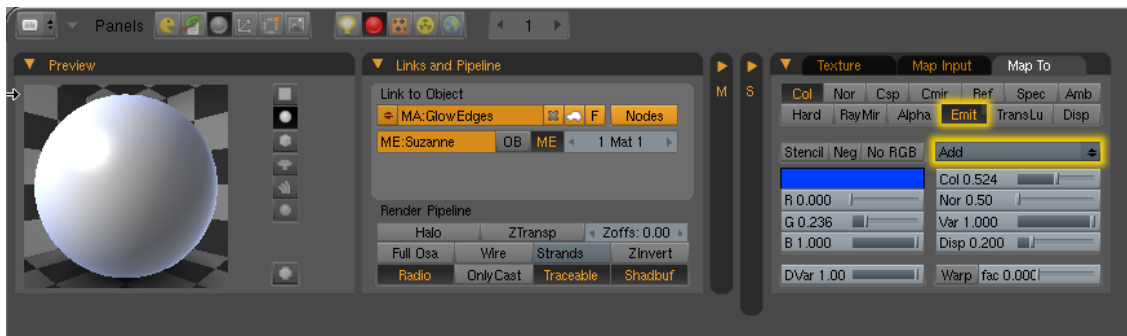 Panels 1
Preview
Links and Pipeline
Link to Object
MA:GlowEdges F Nodes
ME:Suzanne OB ME 1 Mat 1
Render Pipeline
Halo ZTransp Zoffs: 0.00
Full Osa Wire Strands ZInvert
Radio OnlyCast Traceable Shadbuf
M
S
Texture Map Input Map To
Col Nor Csp Cmir Ref Spec Amb
Hard RayMir Alpha Emit TransLu Disp
Stencil Neg No RGB Add
Col 0.524
R 0.000 Nor 0.50
G 0.236 Var 1.000
B 1.000 Disp 0.200
DVar 1.00 Warp fac 0.000